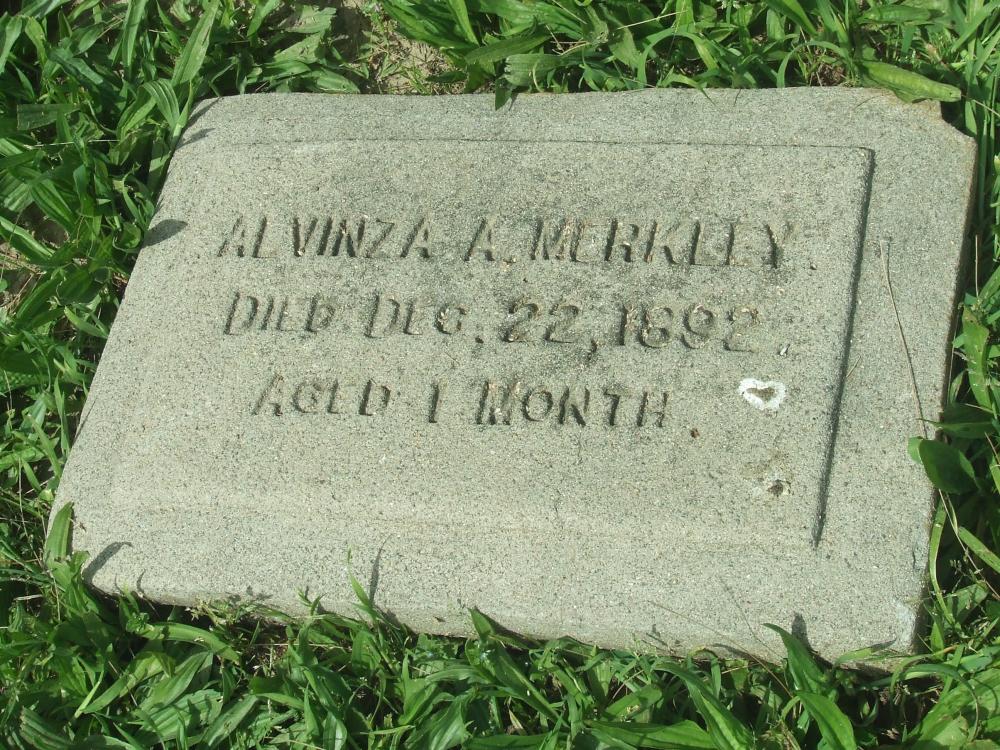 ALVINZA A. MERKLEY.
DIED DEC. 22, 1892.
AGED 1 MONTH.